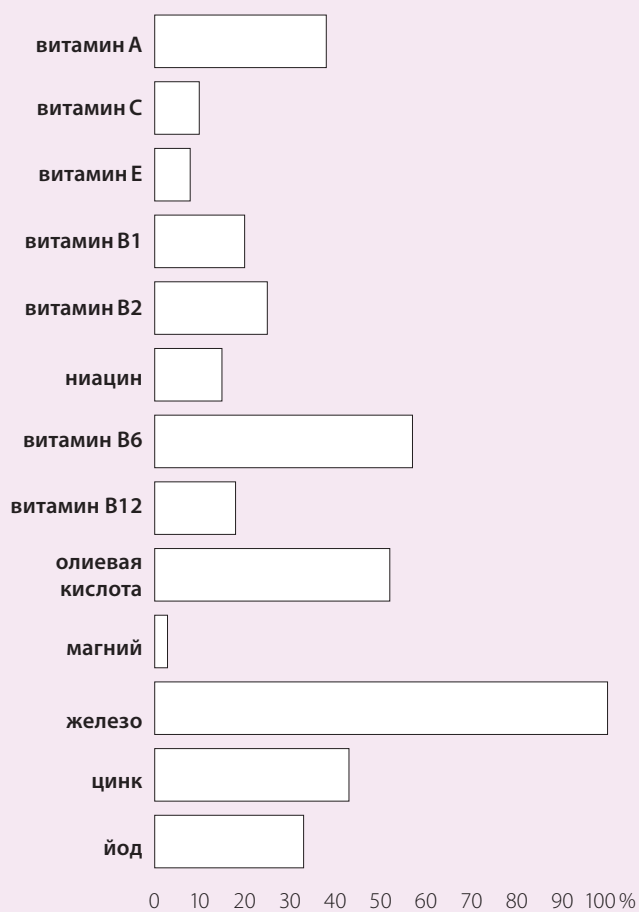 витамин А
витамин С
витамин Е
витамин В1
витамин В2
ниацин
витамин В6
витамин В12
олиевая
кислота
магний
железо
цинк
йод
0 10 20 30 40 50 60 70 80 90 100 %